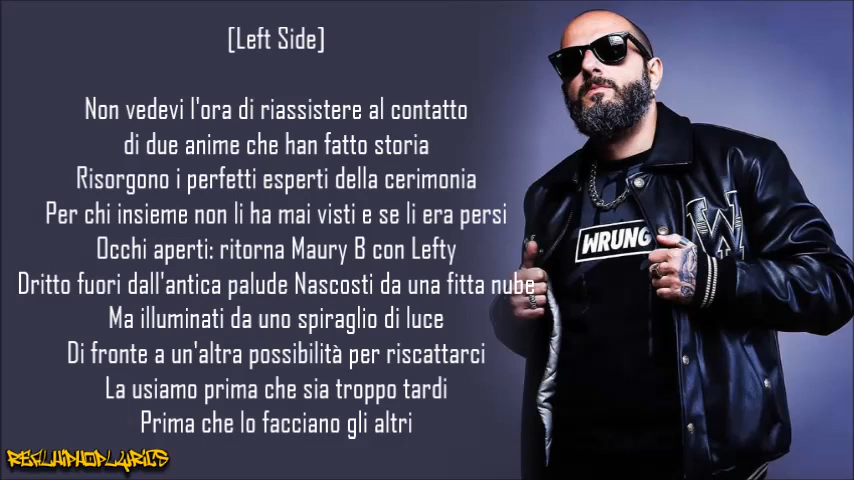 [Left Side]
Non vedevi l'ora di riassistere al contatto
di due anime che han fatto storia
Risorgono i perfetti esperti della cerimonia
Per chi insieme non li ha mai visti e se li era persi
Occhi aperti: ritorna Maury B con Lefty
Dritto fuori dall'antica palude Nascosti da una fitta nube
Ma illuminati da uno spiraglio di luce
Di fronte a un'altra possibilità per riscattarci
La usiamo prima che sia troppo tardi
Prima che lo facciano gli altri
WRUNG
W
REALHIPHOPLYRICS